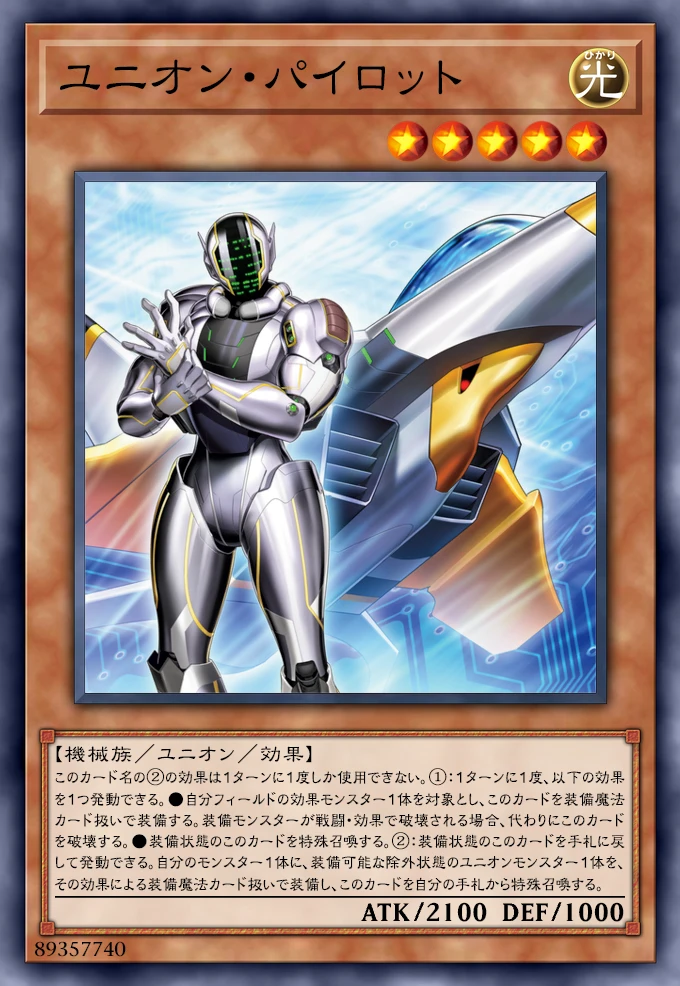 ユニオン・パイロット
ひかり
光
【機械族／ユニオン／効果】
このカード名の②の効果は1ターンに1度しか使用できない。①：1ターンに1度、以下の効果
を1つ発動できる。●自分フィールドの効果モンスター1体を対象とし、このカードを装備魔法
カード扱いで装備する。装備モンスターが戦闘・効果で破壊される場合、代わりにこのカード
を破壊する。●装備状態のこのカードを特殊召喚する。②：装備状態のこのカードを手札に戻
して発動できる。自分のモンスター1体に、装備可能な除外状態のユニオンモンスター1体を、
その効果による装備魔法カード扱いで装備し、このカードを自分の手札から特殊召喚する。
ATK/2100 DEF/1000
89357740